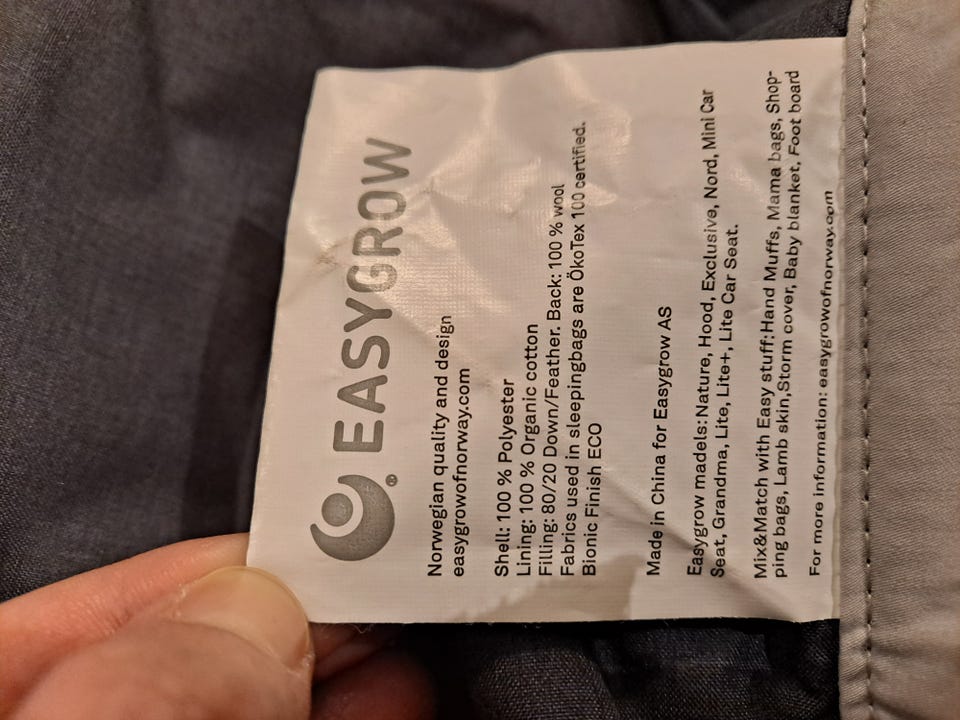 EASYGROW®
Norwegian quality and design
easygrowofnorway.com
Shell: 100 % Polyester
Lining: 100 % Organic cotton
Filling: 80/20 Down/Feather. Back: 100 % wool
Fabrics used in sleepingbags are ÖkoTex 100 certified.
Bionic Finish ECO
Made in China for Easygrow AS
Easygrow madels:Nature, Hood, Exclusive, Nord, Mini Car
Seat, Grandma, Lite, Lite+, Lite Car Seat.
Mix&Match with Easy stuff:Hand Muffs, Mama bags, Shop-
ping bags, Lamb skin,Storm cover, Baby blanket, Foot board
For more information: easygrowofnorway.com